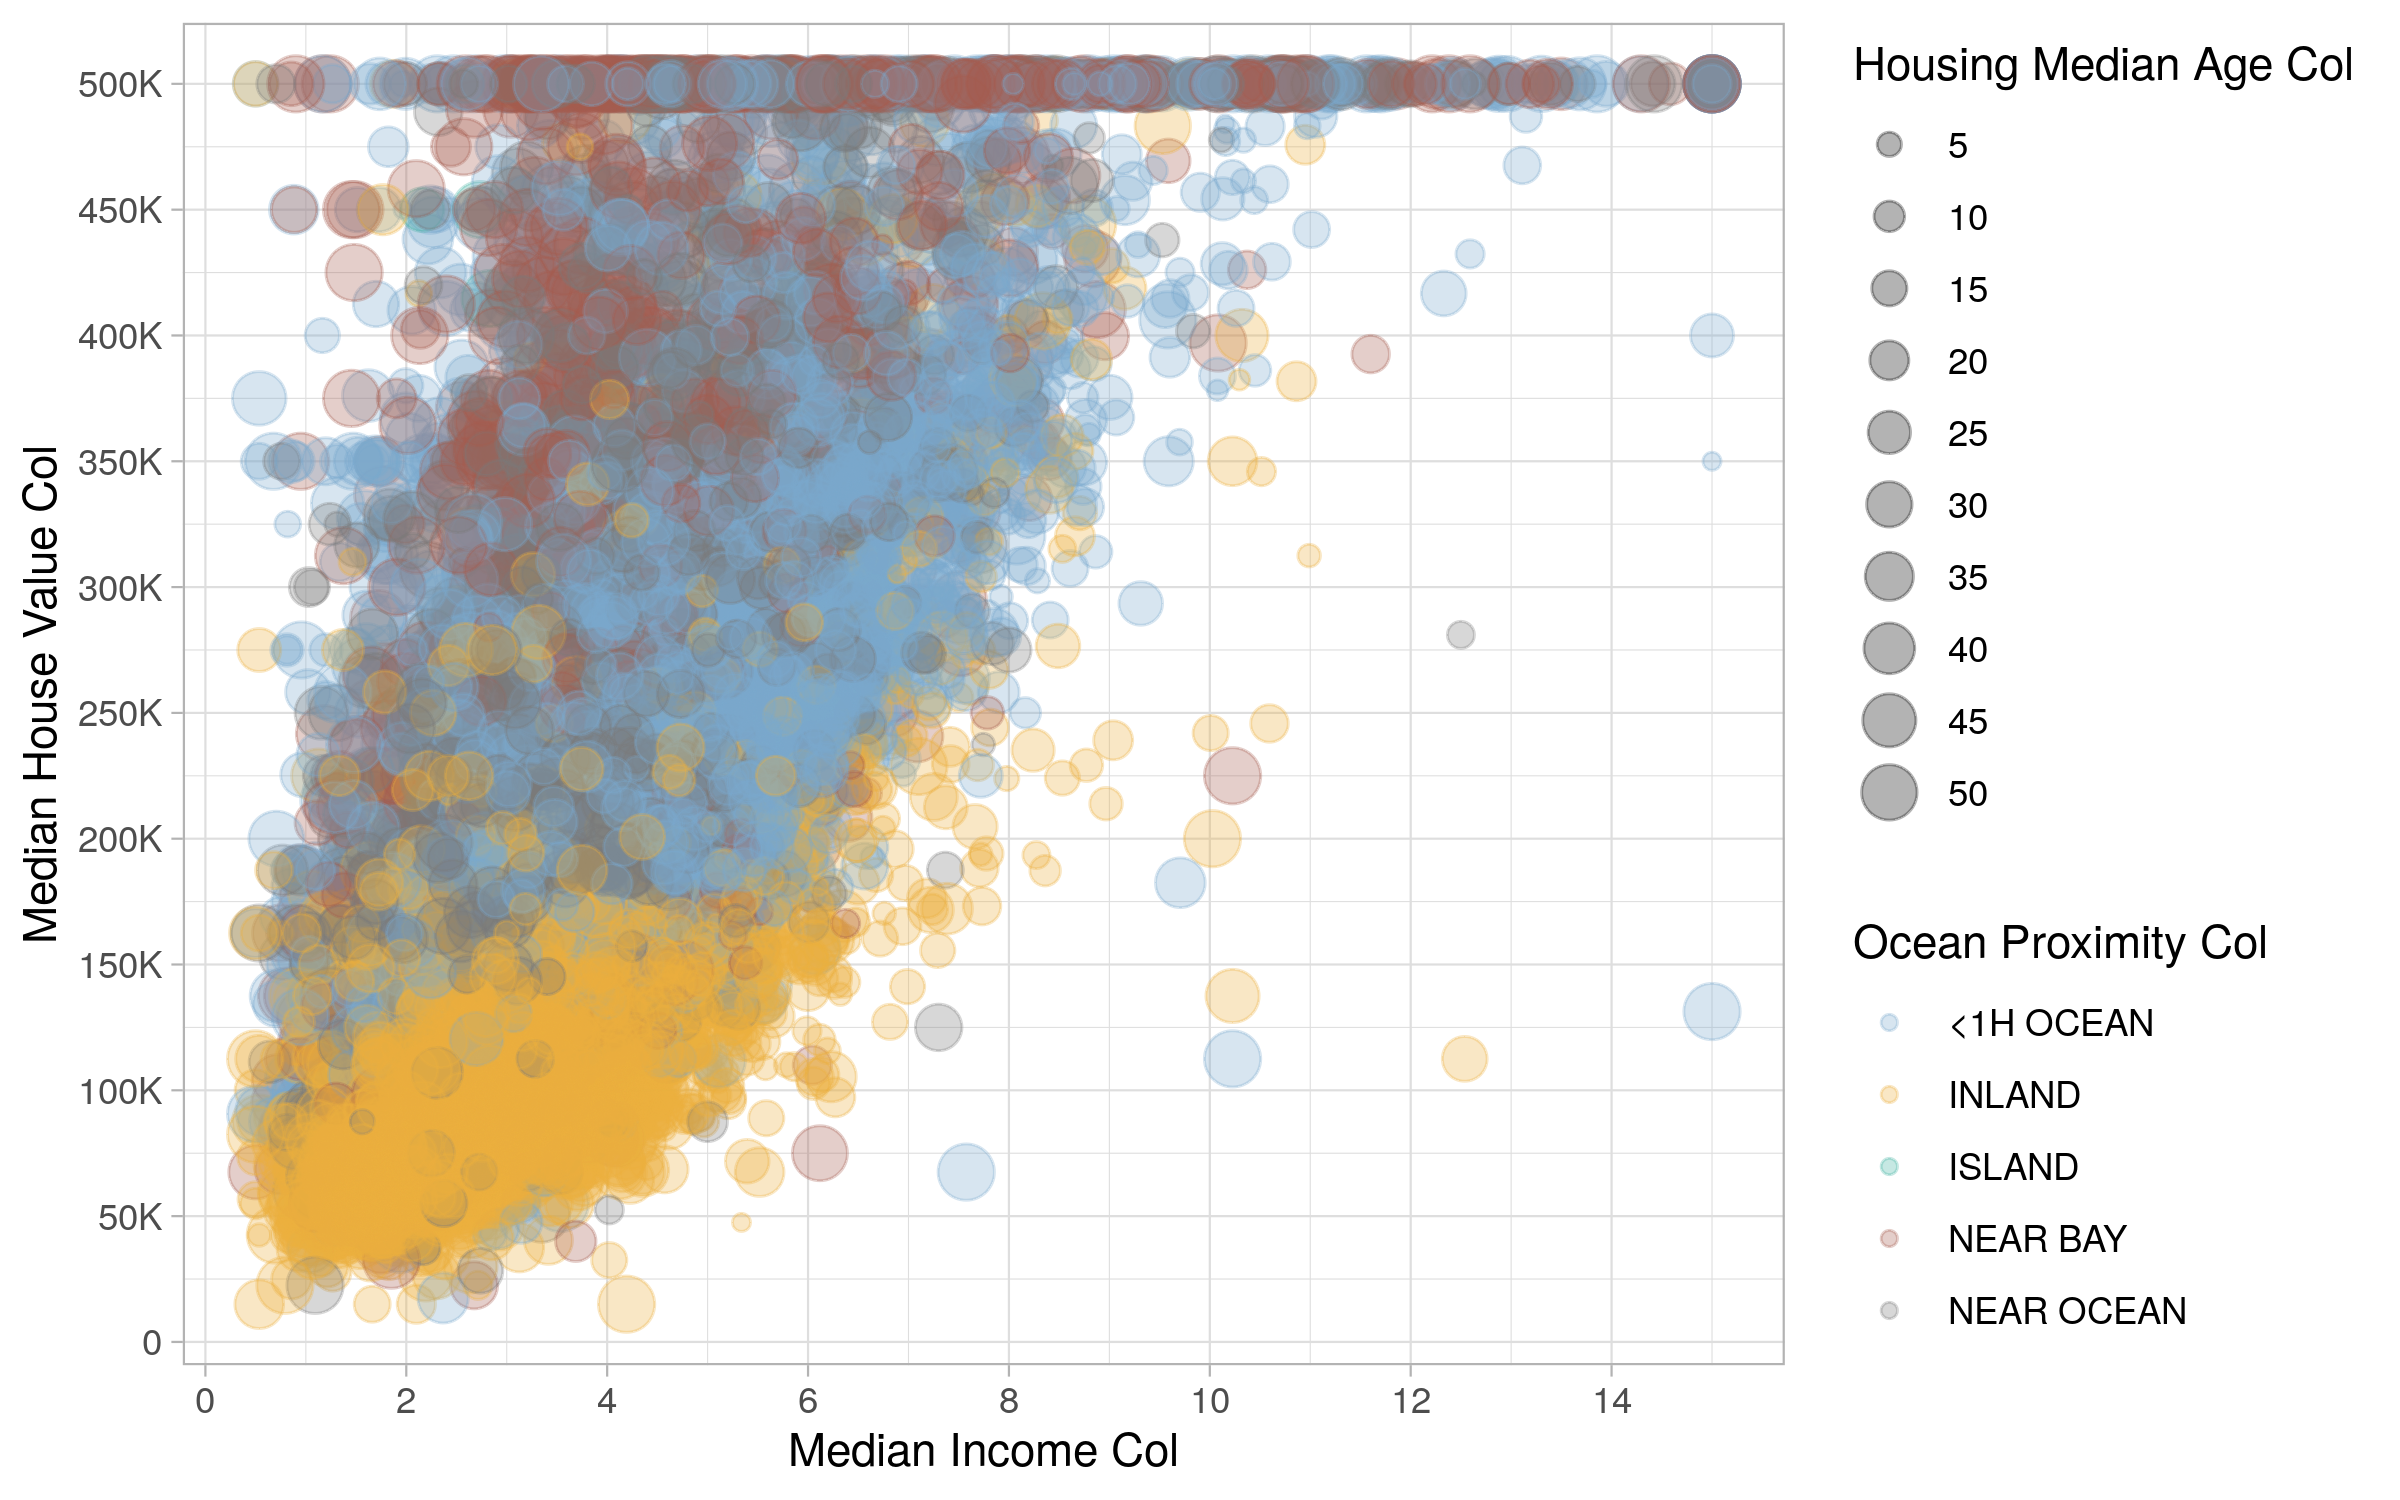 500K
450K
400K
350K
300K
250K
200K
150K
100K
50K
0
Median House Value Col
0 2 4 6 8 10 12 14
Median Income Col
Housing Median Age Col
5
10
15
20
25
30
35
40
45
50
Ocean Proximity Col
<1H OCEAN
INLAND
ISLAND
NEAR BAY
NEAR OCEAN